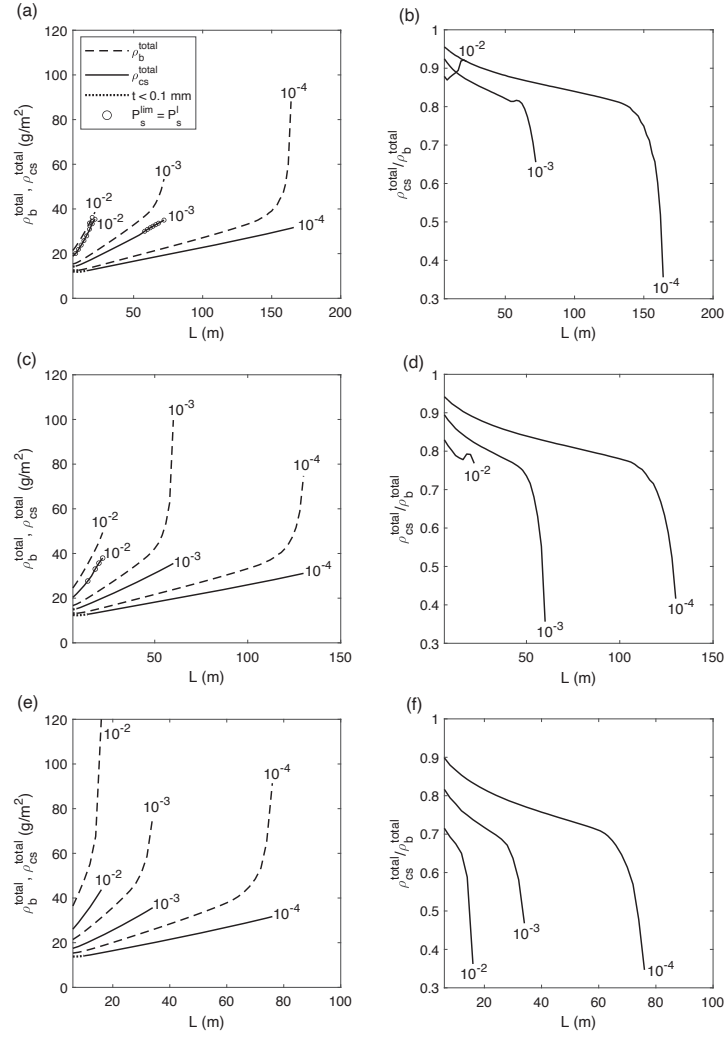 (a)
120
100
80
60
40
20
0
ρ_b^total , ρ_cs^total (g/m²)
ρ_b^total
ρ_cs^total
t < 0.1 mm
P_s^lim = P_s^l
10⁻²
10⁻²
10⁻³
10⁻³
10⁻⁴
10⁻⁴
50 100 150 200
L (m)
(b)
1
0.9
0.8
0.7
0.6
0.5
0.4
0.3
ρ_cs^total/ρ_b^total
10⁻²
10⁻³
10⁻⁴
50 100 150 200
L (m)
(c)
120
100
80
60
40
20
0
ρ_b^total , ρ_cs^total (g/m²)
10⁻³
10⁻⁴
10⁻²
10⁻²
10⁻³
10⁻⁴
50 100 150
L (m)
(d)
1
0.9
0.8
0.7
0.6
0.5
0.4
0.3
ρ_cs^total/ρ_b^total
10⁻²
10⁻³
10⁻⁴
50 100 150
L (m)
(e)
120
100
80
60
40
20
0
ρ_b^total , ρ_cs^total (g/m²)
10⁻²
10⁻³
10⁻⁴
10⁻²
10⁻³
10⁻⁴
20 40 60 80 100
L (m)
(f)
1
0.9
0.8
0.7
0.6
0.5
0.4
0.3
ρ_cs^total/ρ_b^total
10⁻²
10⁻³
10⁻⁴
20 40 60 80 100
L (m)